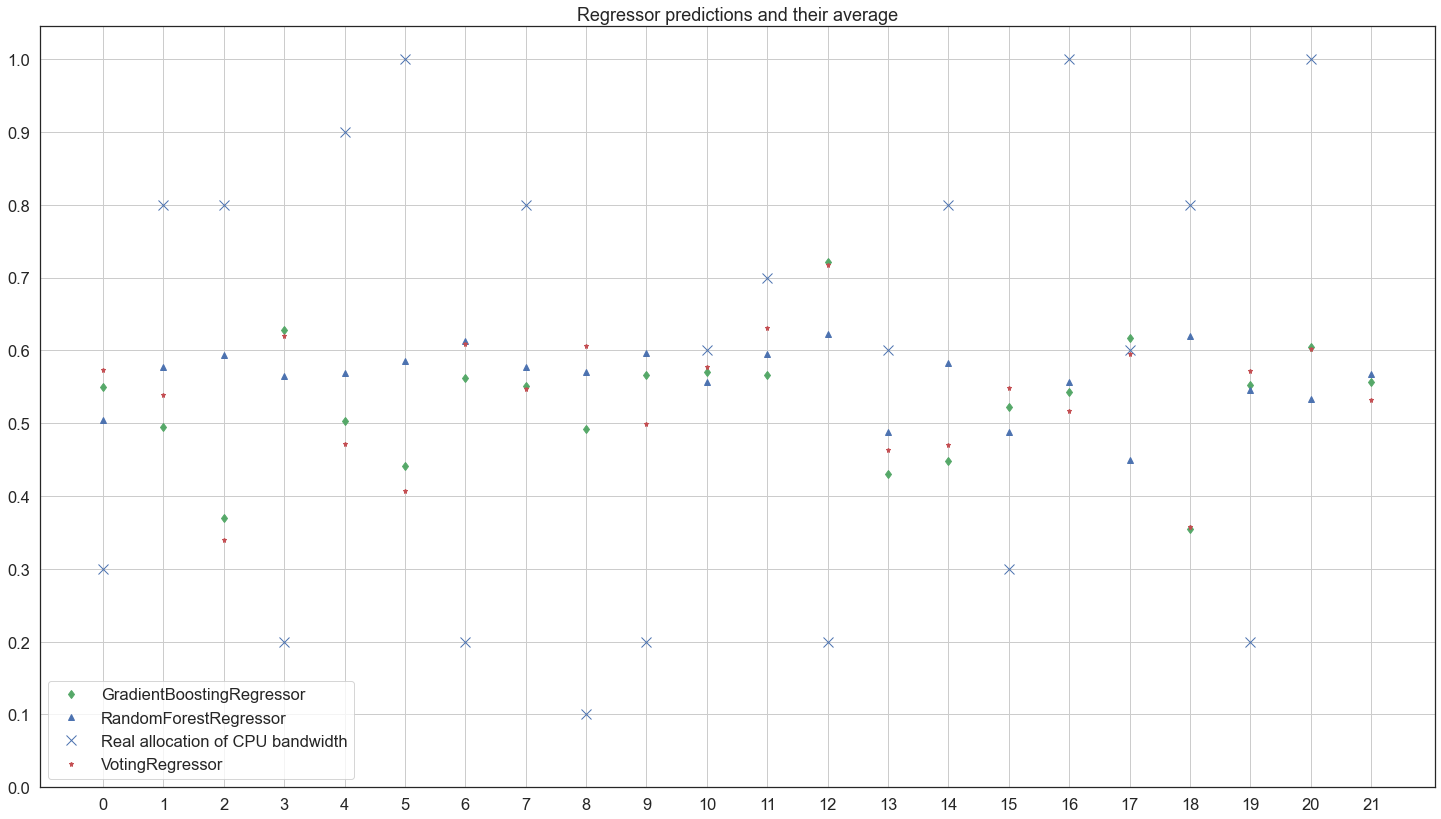 Regressor predictions and their average
1.0
0.9
0.8
0.7
0.6
0.5
0.4
0.3
0.2
0.1
0.0
GradientBoostingRegressor
RandomForestRegressor
Real allocation of CPU bandwidth
VotingRegressor
0 1 2 3 4 5 6 7 8 9 10 11 12 13 14 15 16 17 18 19 20 21